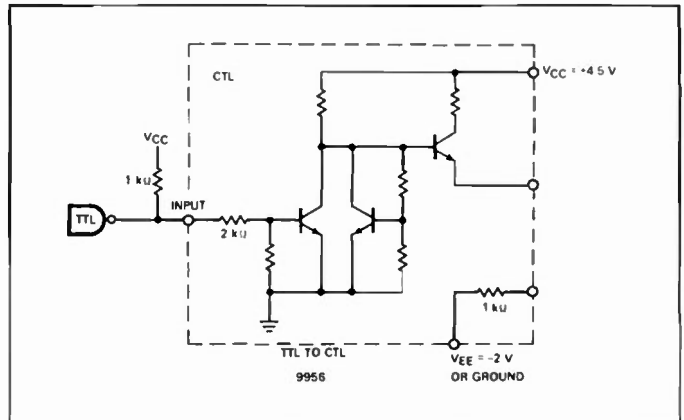 CTL
VCC = +4.5 V
VCC
1 kΩ
INPUT
TTL
2 kΩ
1 kΩ
TTL TO CTL
VEE = -2 V
9956
OR GROUND